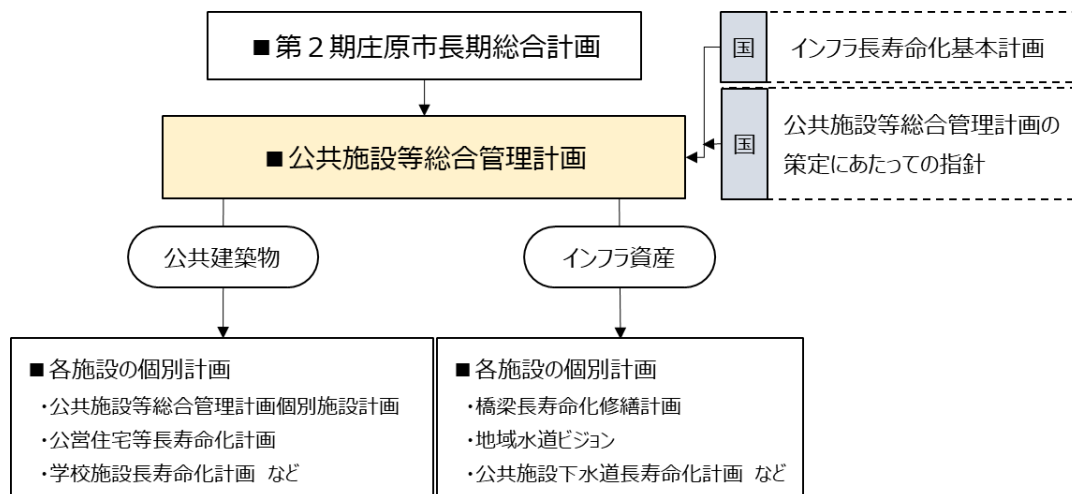 ■第２期庄原市長期総合計画
国
インフラ長寿命化基本計画
国
公共施設等総合管理計画の
策定にあたっての指針
■公共施設等総合管理計画
公共建築物
インフラ資産
■各施設の個別計画
・公共施設等総合管理計画個別施設計画
・公営住宅等長寿命化計画
・学校施設長寿命化計画 など
■各施設の個別計画
・橋梁長寿命化修繕計画
・地域水道ビジョン
・公共施設下水道長寿命化計画 など